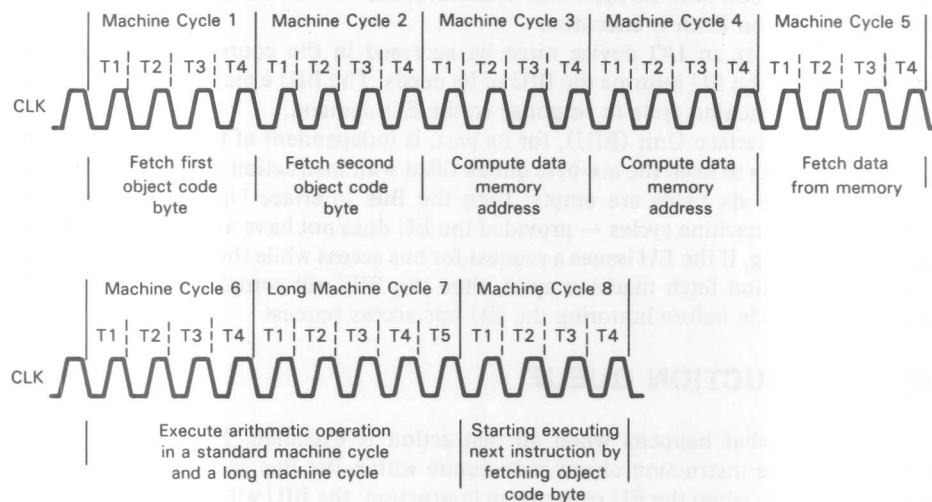 Machine Cycle 1 Machine Cycle 2 Machine Cycle 3 Machine Cycle 4 Machine Cycle 5
T1 T2 T3 T4 T1 T2 T3 T4 T1 T2 T3 T4 T1 T2 T3 T4 T1 T2 T3 T4
CLK
Fetch first Fetch second Compute data Compute data Fetch data
object code object code memory memory from memory
byte byte address address
Machine Cycle 6 Long Machine Cycle 7 Machine Cycle 8
T1 T2 T3 T4 T1 T2 T3 T4 T5 T1 T2 T3 T4
CLK
Execute arithmetic operation Starting executing
in a standard machine cycle next instruction by
and a long machine cycle fetching object
code byte